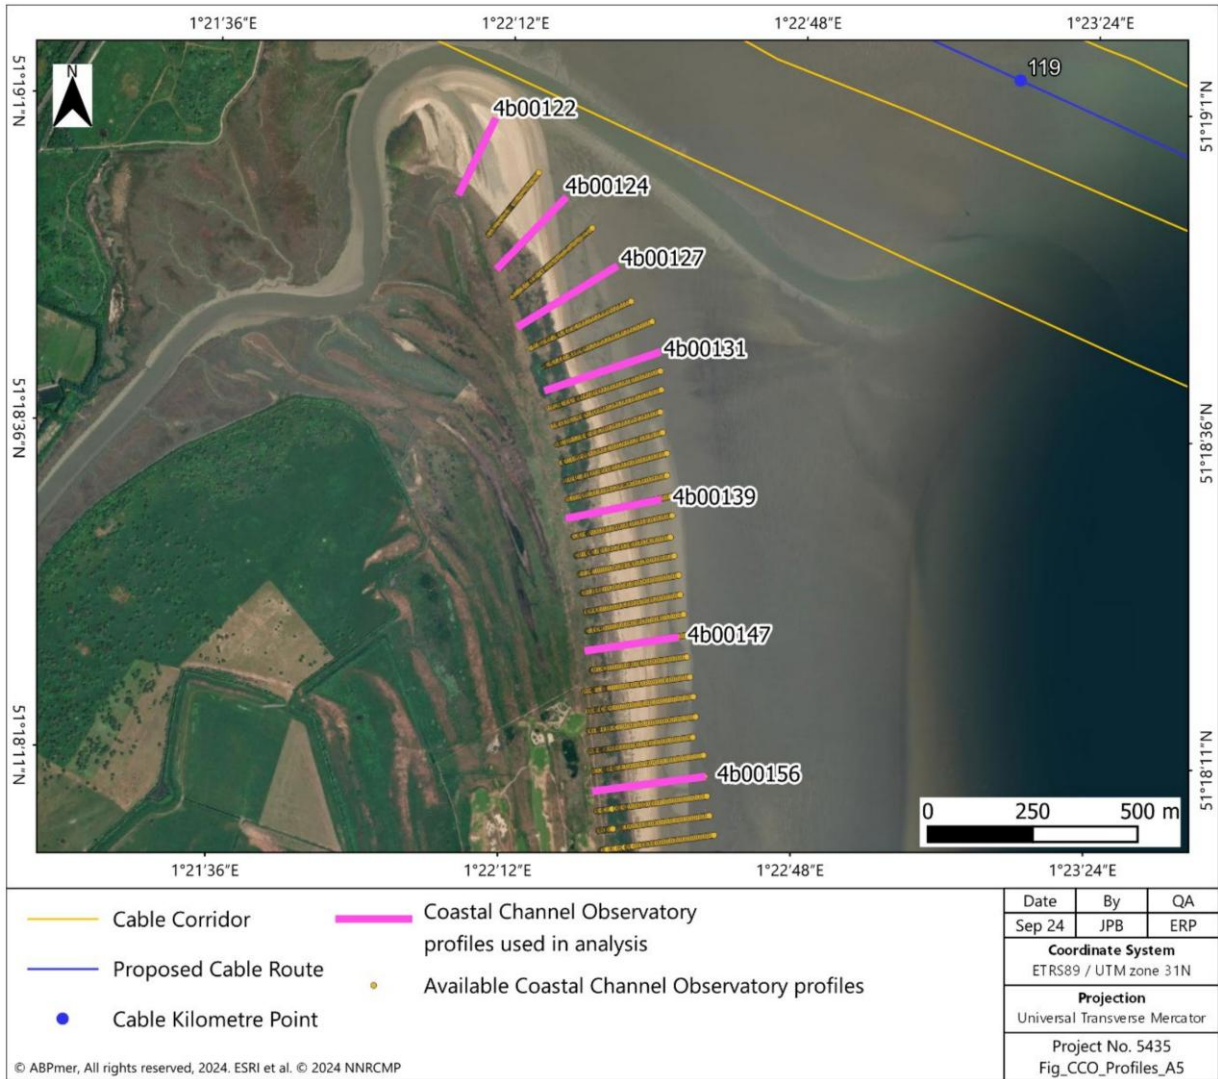 1°21'36"E
1°22'12"E
1°22'48"E
1°23'24"E
51°19'1"N
N
119
51°19'1"N
4b00122
4b00124
4b00127
4b00131
51°18'36"N
51°18'36"N
4b00139
4b00147
51°18'11"N
4b00156
51°18'11"N
0 250 500 m
1°21'36"E
1°22'12"E
1°22'48"E
1°23'24"E
Cable Corridor
Proposed Cable Route
Cable Kilometre Point
Coastal Channel Observatory
profiles used in analysis
Available Coastal Channel Observatory profiles
Date By QA
Sep 24 JPB ERP
Coordinate System
ETRS89 / UTM zone 31N
Projection
Universal Transverse Mercator
Project No. 5435
Fig_CCO_Profiles_A5
© ABPmer, All rights reserved, 2024. ESRI et al. © 2024 NNRCMP